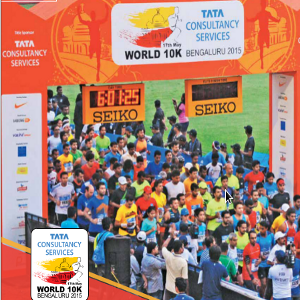 Title Sponsor
TATA
CONSULTANCY
SERVICES
TATA
CONSULTANCY
SERVICES
17th May
WORLD 10K BENGALURU 2015
6:01:25
SEIKO
SEIKO
TATA
CONSULTANCY
SERVICES
WORLD 10K
BENGALURU 2015